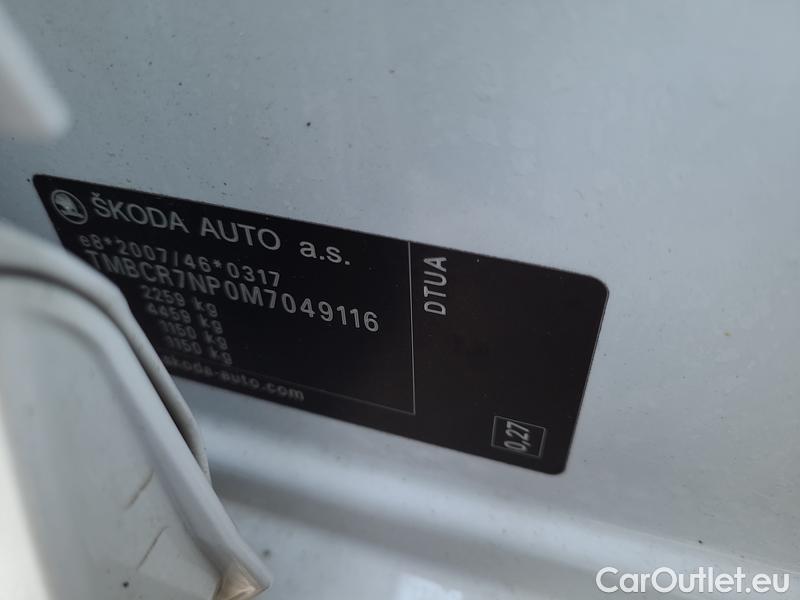 ŠKODA AUTO a.s.
e8*2007/46*0317
TMBCR7NP0M7049116
2259 kg
4459 kg
1150 kg
1150 kg
skoda-auto.com
DTUA
0,27
CarOutlet.eu